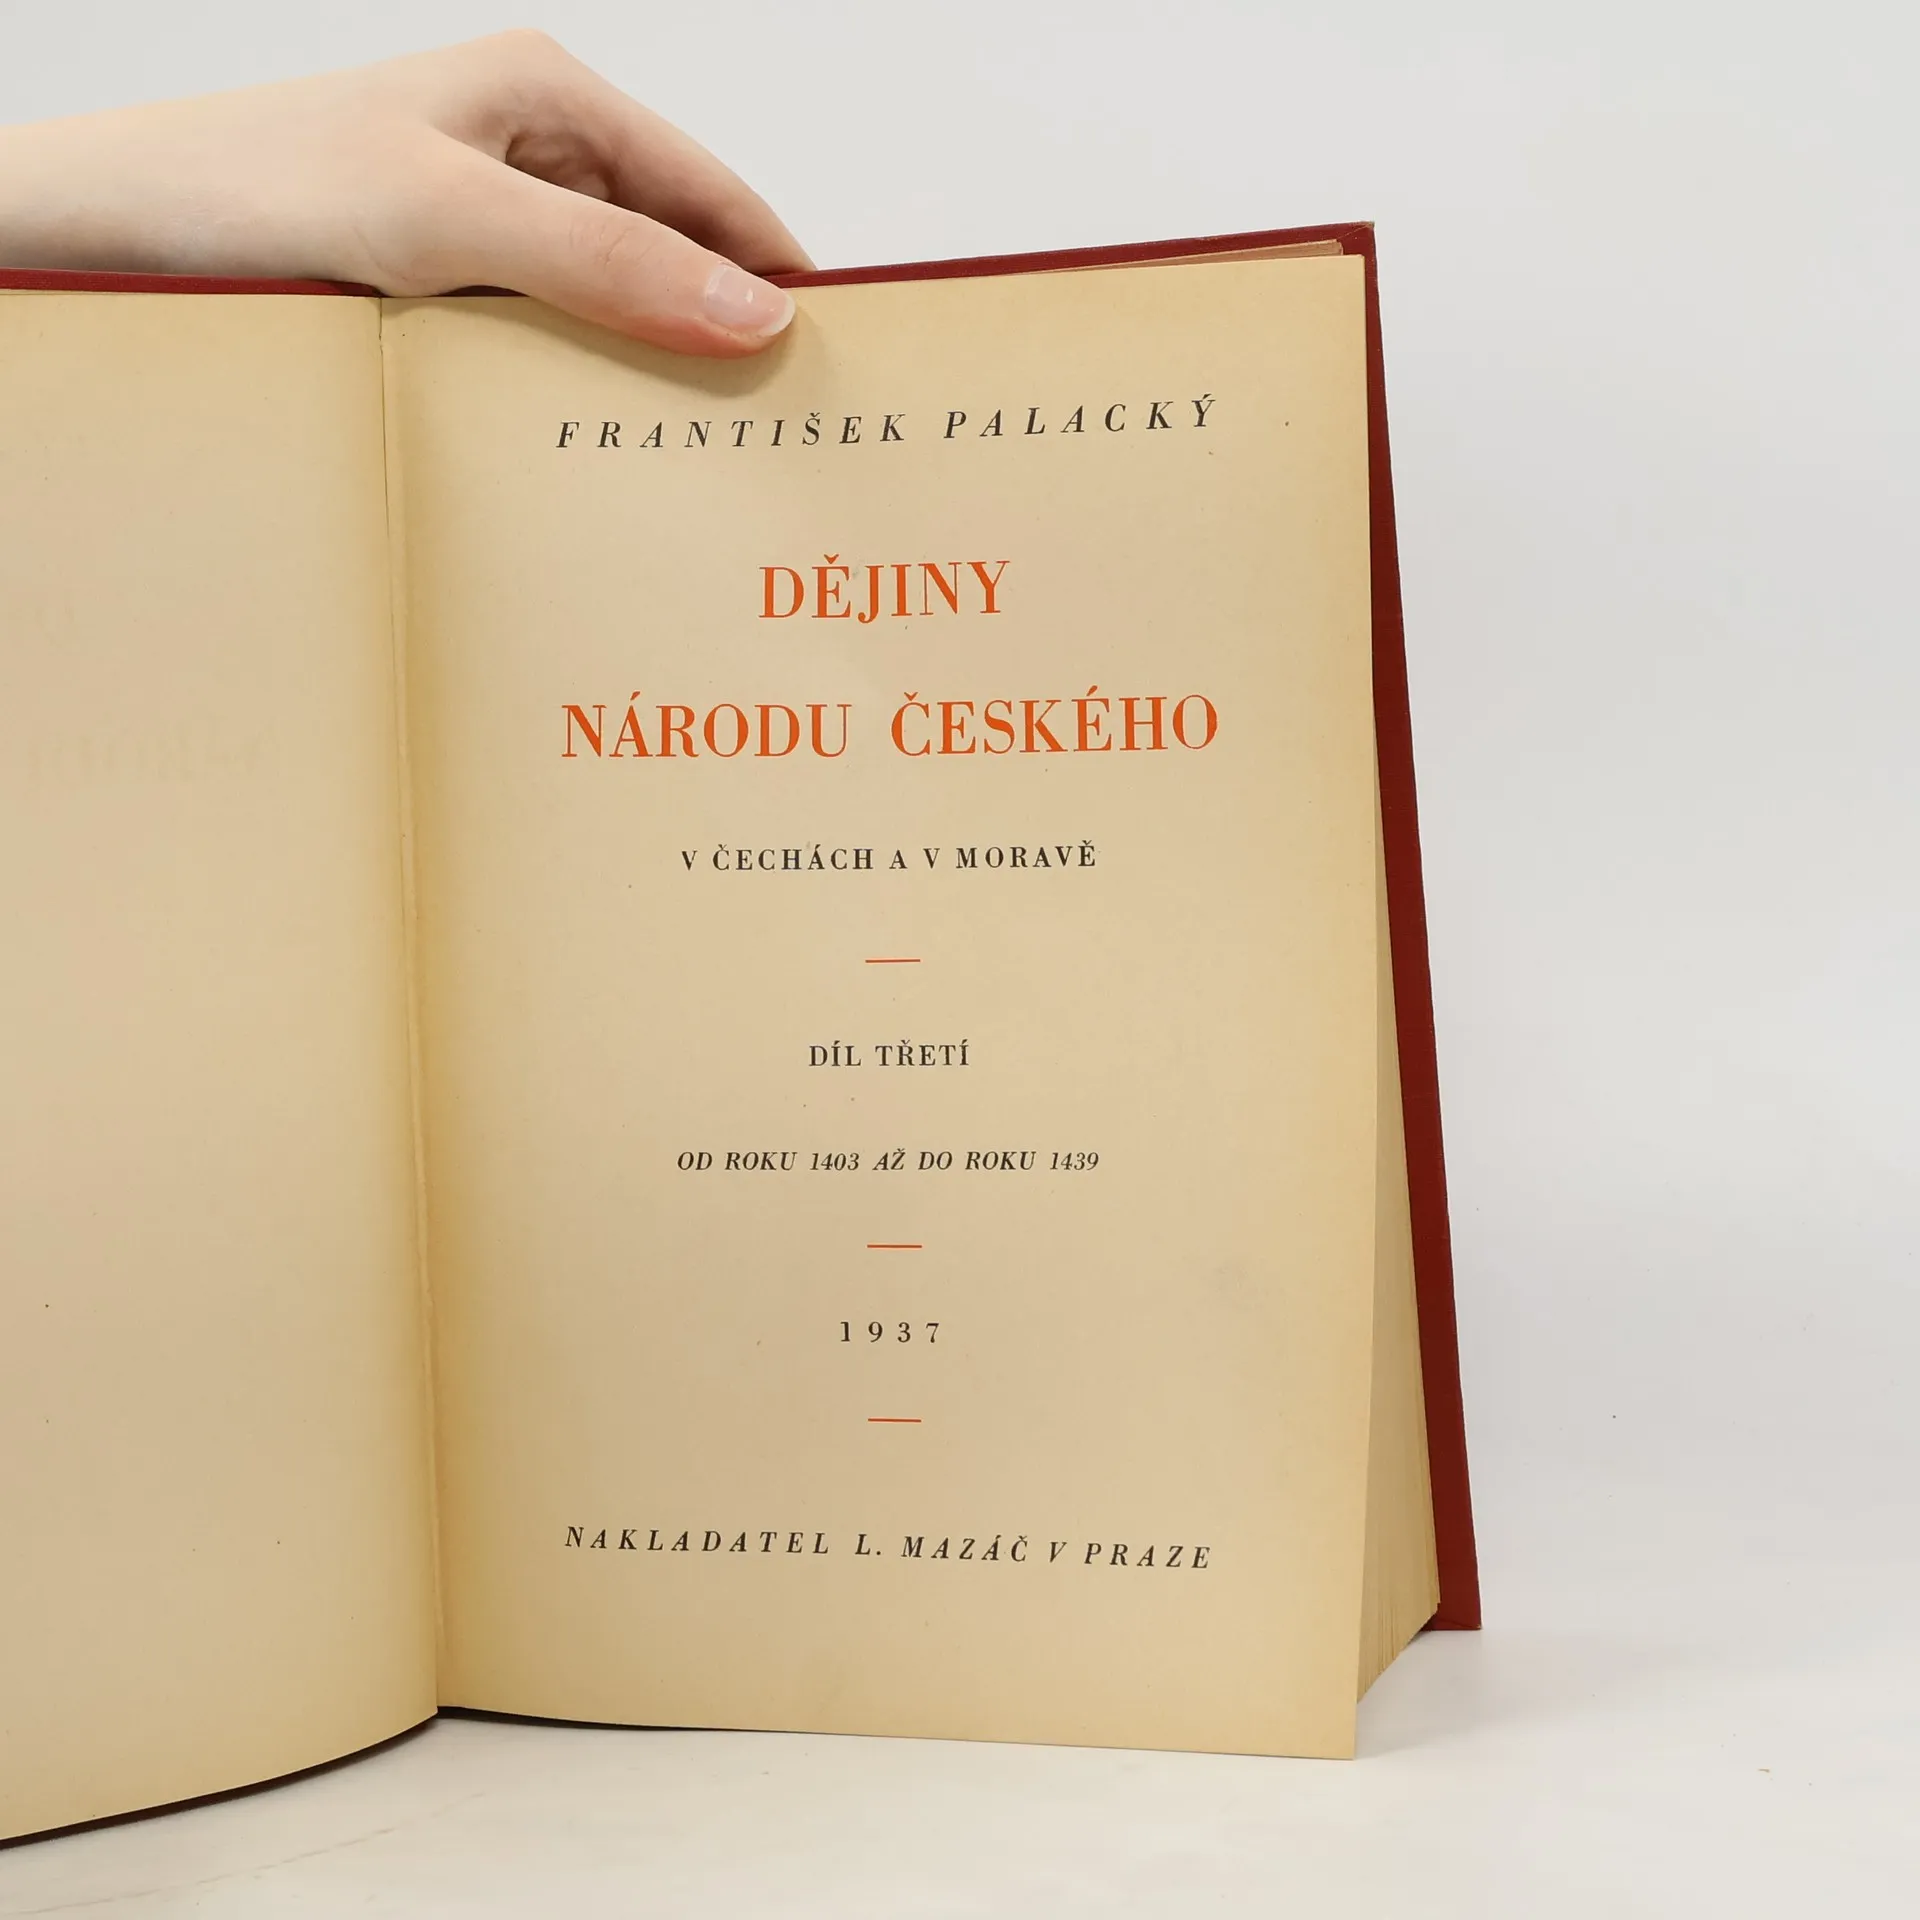 FRANTIŠEK PALACKÝ
DĚJINY
NÁRODU ČESKÉHO
V ČECHÁCH A V MORAVĚ
DÍL TŘETÍ
OD ROKU 1403 AŽ DO ROKU 1439
1937
NAKLADATEL L. MAZÁČ V PRAZE